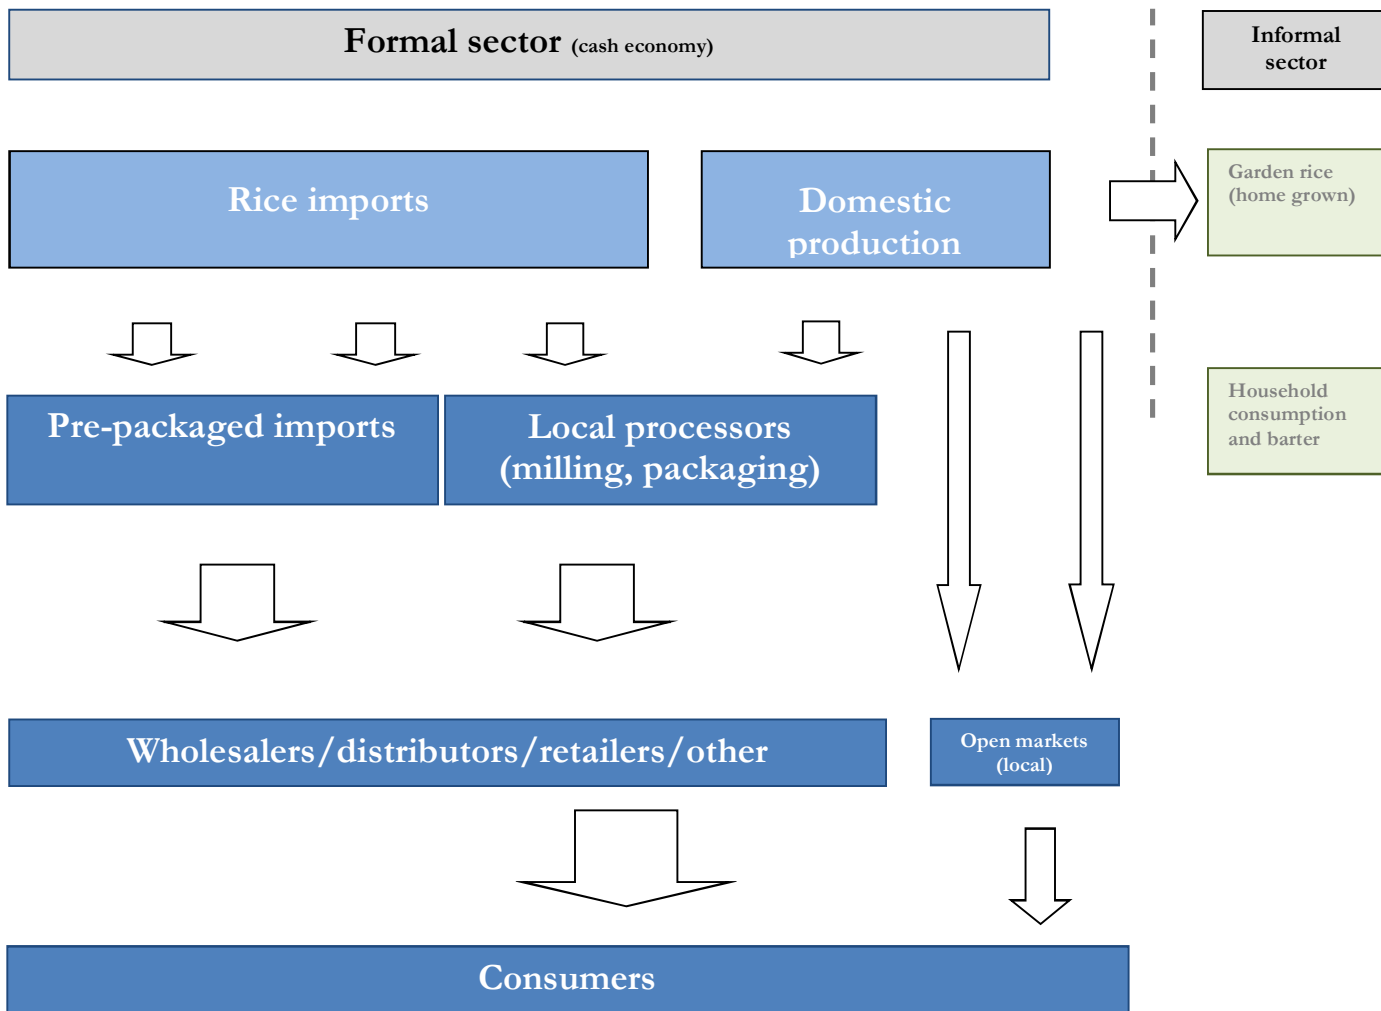 Formal sector (cash economy)
Informal
sector
Rice imports
Domestic
production
Garden rice
(home grown)
Pre-packaged imports
Local processors
(milling, packaging)
Household
consumption
and barter
Wholesalers/distributors/retailers/other
Open markets
(local)
Consumers